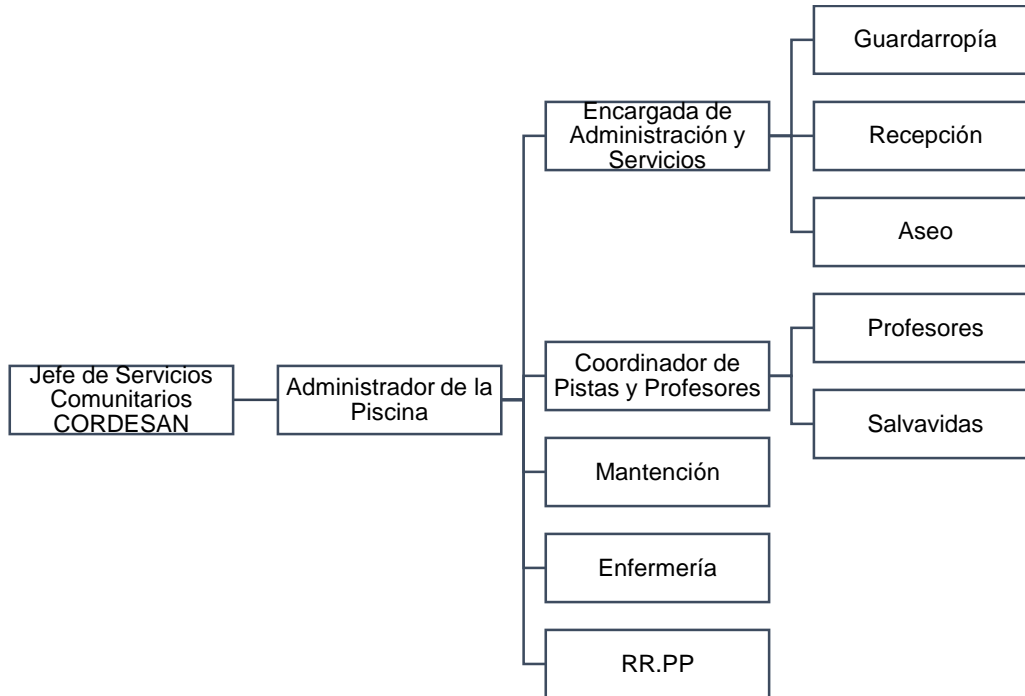 Jefe de Servicios
Comunitarios
CORDESAN
Administrador de la
Piscina
Encargada de
Administración y
Servicios
Guardarropía
Recepción
Aseo
Coordinador de
Pistas y Profesores
Profesores
Salvavidas
Mantención
Enfermería
RR.PP